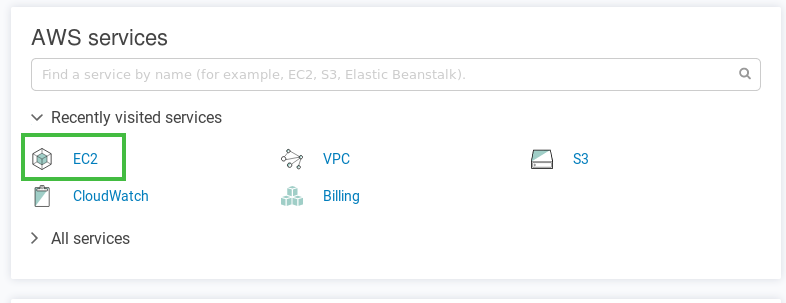 AWS services
Find a service by name (for example, EC2, S3, Elastic Beanstalk).
Recently visited services
EC2 VPC S3
CloudWatch Billing
All services